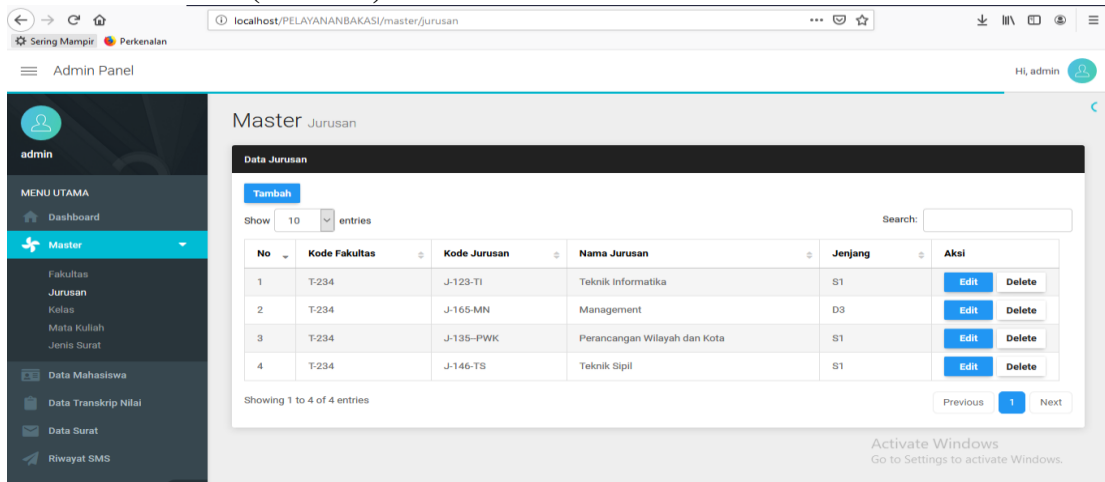 localhost/PELAYANANBAKASI/master/jurusan
Sering Mampir Perkenalan
Admin Panel
Hi, admin
admin
MENU UTAMA
Dashboard
Master
Fakultas
Jurusan
Kelas
Mata Kuliah
Jenis Surat
Data Mahasiswa
Data Transkrip Nilai
Data Surat
Riwayat SMS
Master Jurusan
Data Jurusan
Tambah
Show 10 entries
Search:
No Kode Fakultas Kode Jurusan Nama Jurusan Jenjang Aksi
1 T-234 J-123-TI Teknik Informatika S1 Edit Delete
2 T-234 J-165-MN Management D3 Edit Delete
3 T-234 J-135--PWK Perancangan Wilayah dan Kota S1 Edit Delete
4 T-234 J-146-TS Teknik Sipil S1 Edit Delete
Showing 1 to 4 of 4 entries
Previous 1 Next
Activate Windows
Go to Settings to activate Windows.